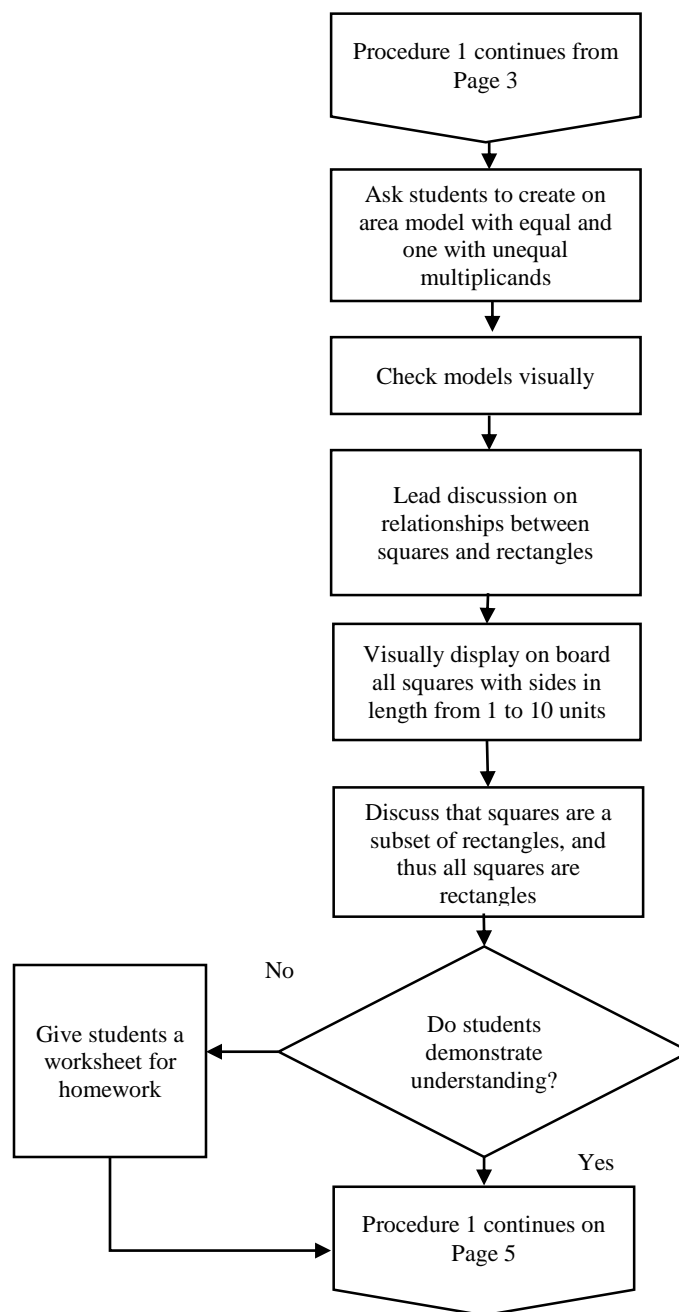 Procedure 1 continues from
Page 3
Ask students to create on
area model with equal and
one with unequal
multiplicands
Check models visually
Lead discussion on
relationships between
squares and rectangles
Visually display on board
all squares with sides in
length from 1 to 10 units
Discuss that squares are a
subset of rectangles, and
thus all squares are
rectangles
No
Give students a
worksheet for
homework
Do students
demonstrate
understanding?
Yes
Procedure 1 continues on
Page 5